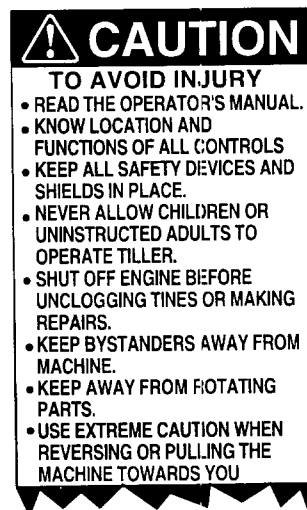 CAUTION
TO AVOID INJURY
• READ THE OPERATOR'S MANUAL.
• KNOW LOCATION AND
FUNCTIONS OF ALL CONTROLS
• KEEP ALL SAFETY DEVICES AND
SHIELDS IN PLACE.
• NEVER ALLOW CHILDREN OR
UNINSTRUCTED ADULTS TO
OPERATE TILLER.
• SHUT OFF ENGINE BEFORE
UNCLOGGING TINES OR MAKING
REPAIRS.
• KEEP BYSTANDERS AWAY FROM
MACHINE.
• KEEP AWAY FROM ROTATING
PARTS.
• USE EXTREME CAUTION WHEN
REVERSING OR PULLING THE
MACHINE TOWARDS YOU